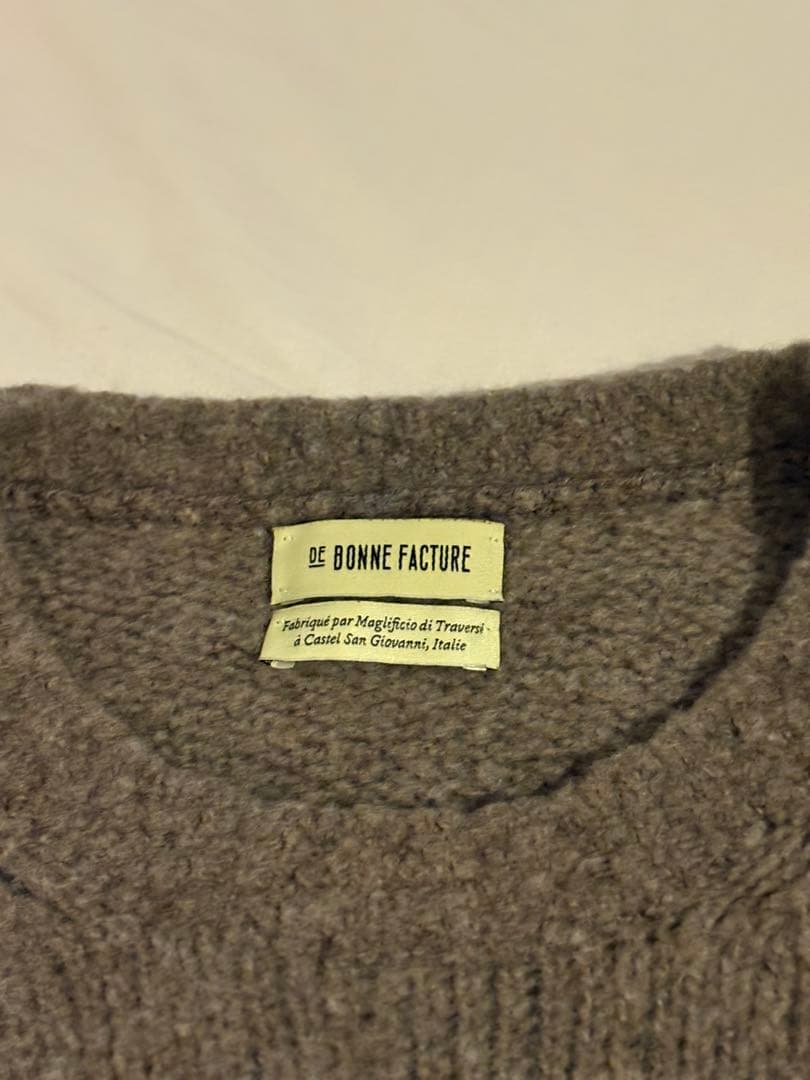 DE BONNE FACTURE
Fabriqué par Maglificio di Traversi
à Castel San Giovanni, Italie